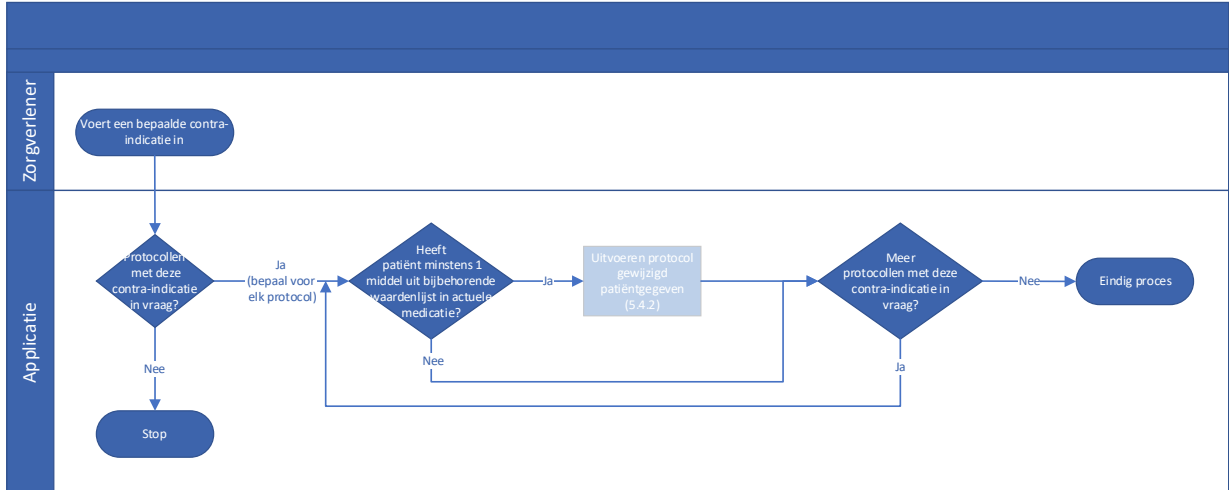 Zorgverlener
Voert een bepaalde contra-
indicatie in
Applicatie
Protocollen
met deze
contra-indicatie
in vraag?
Ja
(bepaal voor
elk protocol)
Nee
Stop
Heeft
patiënt minstens 1
middel uit bijbehorende
waardenlijst in actuele
medicatie?
Ja
Nee
Uitvoeren protocol
gewijzigd
patiëntgegeven
(5.4.2)
Meer
protocollen met deze
contra-indicatie in
vraag?
Ja
Nee
Eindig proces